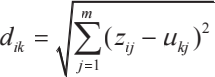 $d_{ik} = \sqrt{\sum_{j=1}^{m} (z_{ij} - u_{kj})^2}$